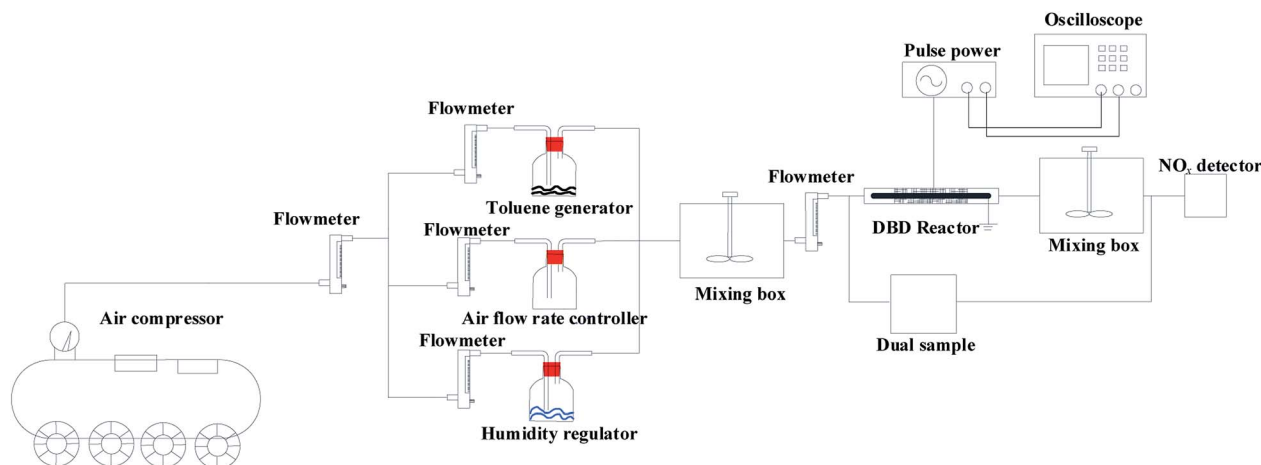 Oscilloscope
Pulse power
Flowmeter
NOx detector
Flowmeter
Toluene generator
Flowmeter
Flowmeter
DBD Reactor
Mixing box
Mixing box
Air compressor
Air flow rate controller
Dual sample
Flowmeter
Humidity regulator